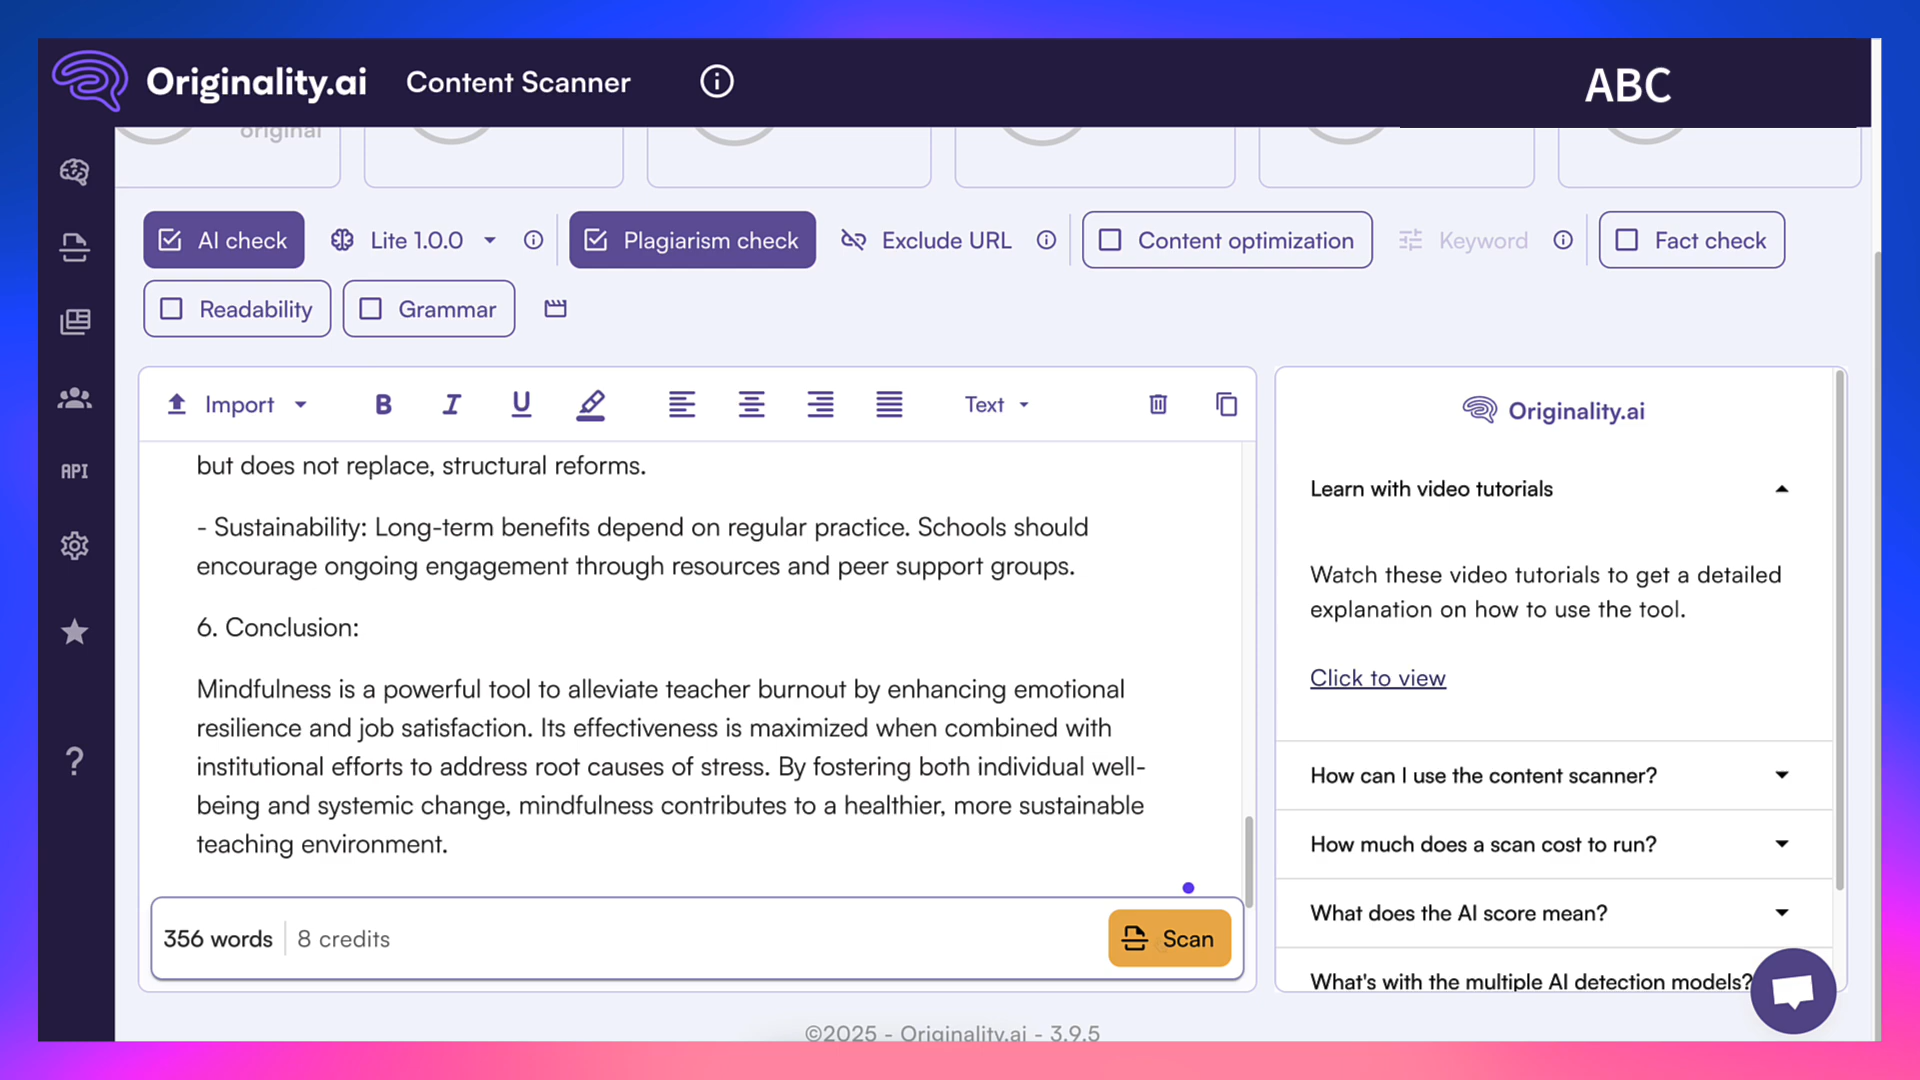 Originality.ai
Content Scanner
ABC
original
AI check
Lite 1.0.0
Plagiarism check
Exclude URL
Content optimization
Keyword
Fact check
Readability
Grammar
API
Import
B
I
U
Text
but does not replace, structural reforms.
- Sustainability: Long-term benefits depend on regular practice. Schools should
encourage ongoing engagement through resources and peer support groups.
6. Conclusion:
Mindfulness is a powerful tool to alleviate teacher burnout by enhancing emotional
resilience and job satisfaction. Its effectiveness is maximized when combined with
institutional efforts to address root causes of stress. By fostering both individual well-
being and systemic change, mindfulness contributes to a healthier, more sustainable
teaching environment.
356 words
8 credits
Scan
Originality.ai
Learn with video tutorials
Watch these video tutorials to get a detailed
explanation on how to use the tool.
Click to view
How can I use the content scanner?
How much does a scan cost to run?
What does the AI score mean?
What's with the multiple AI detection models?
©2025 - Originality.ai - 3.9.5